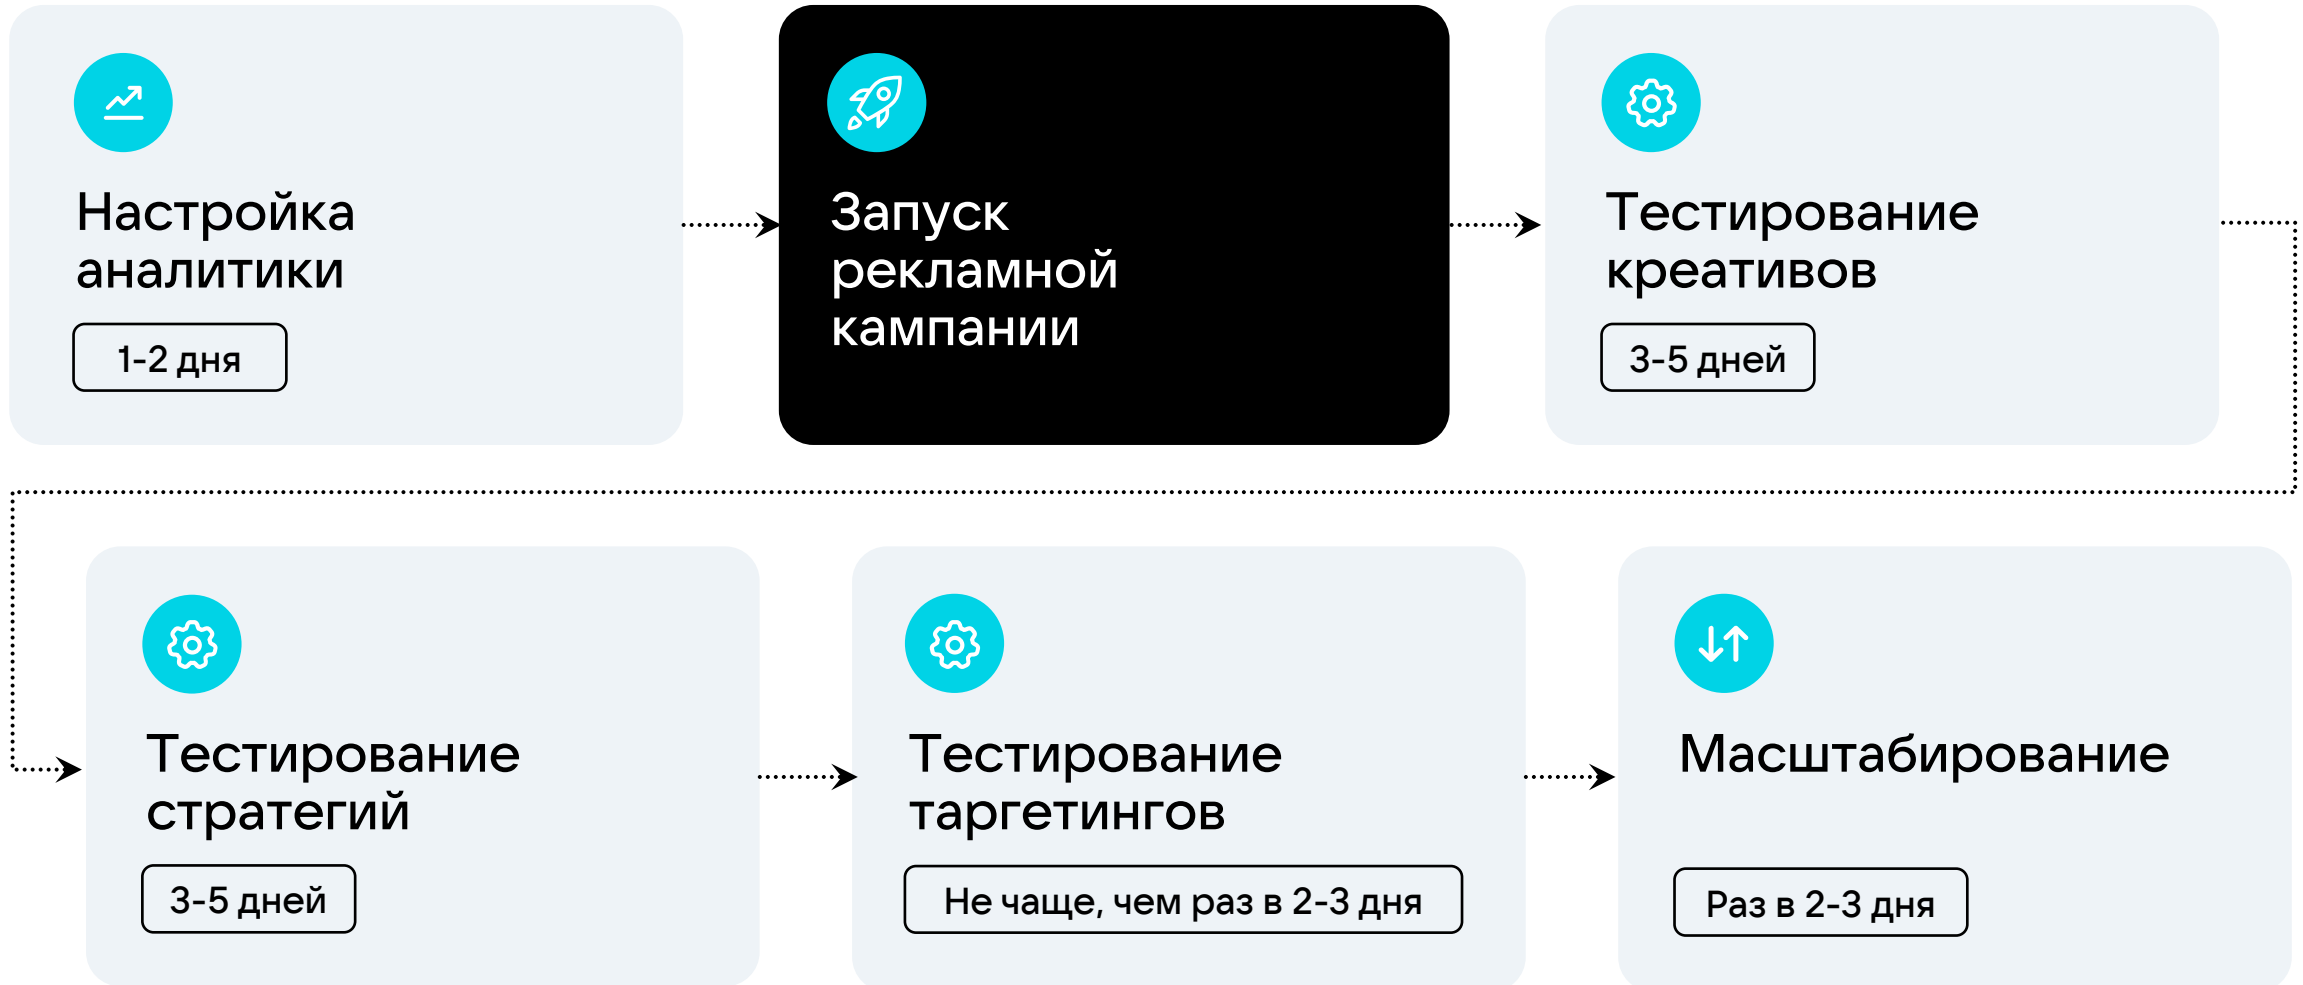 Настройка
аналитики
1-2 дня
Запуск
рекламной
кампании
Тестирование
креативов
3-5 дней
Тестирование
стратегий
3-5 дней
Тестирование
таргетингов
Не чаще, чем раз в 2-3 дня
Масштабирование
Раз в 2-3 дня